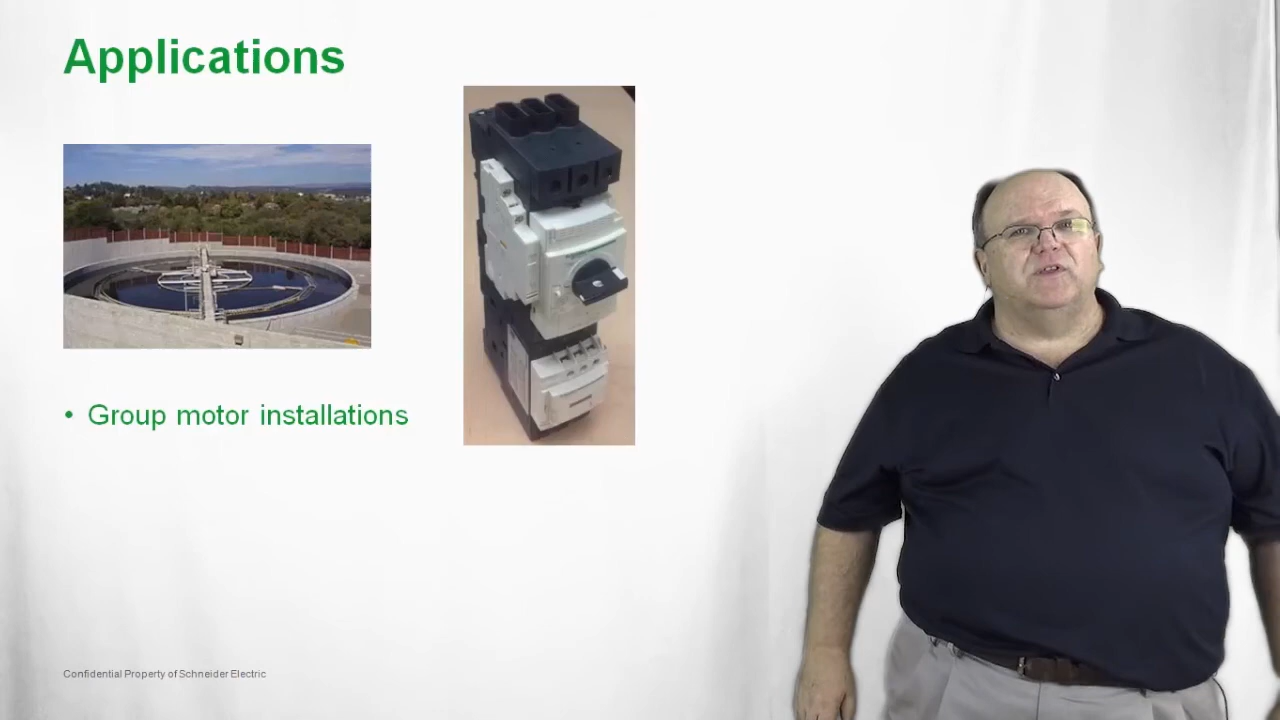 Applications
• Group motor installations
Confidential Property of Schneider Electric